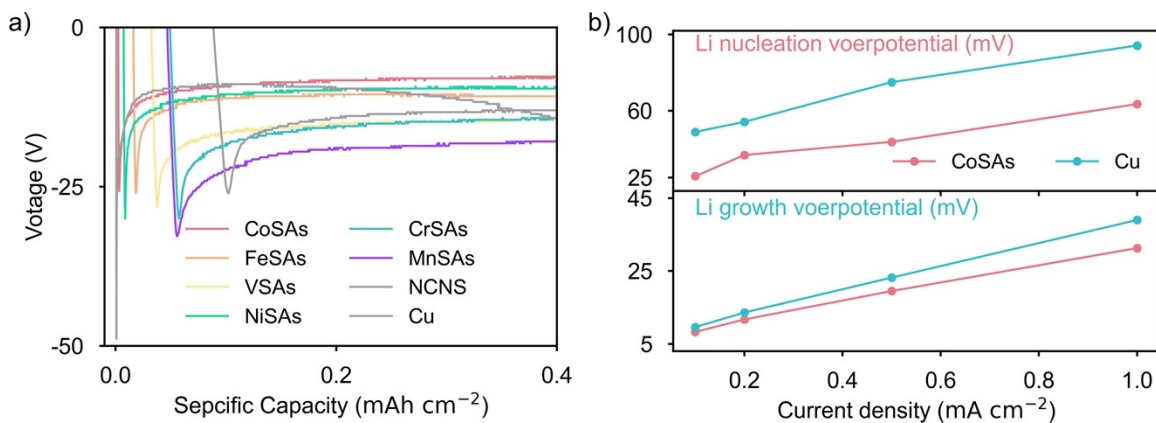 a)
0
-25
-50
Votage (V)
CoSAs
FeSAs
VSAs
NiSAs
CrSAs
MnSAs
NCNS
Cu
0.0
0.2
0.4
Sepcific Capacity (mAh cm⁻²)
b)
Li nucleation voerpotential (mV)
100
60
25
CoSAs
Cu
Li growth voerpotential (mV)
45
25
5
0.2
0.4
0.6
0.8
1.0
Current density (mA cm⁻²)